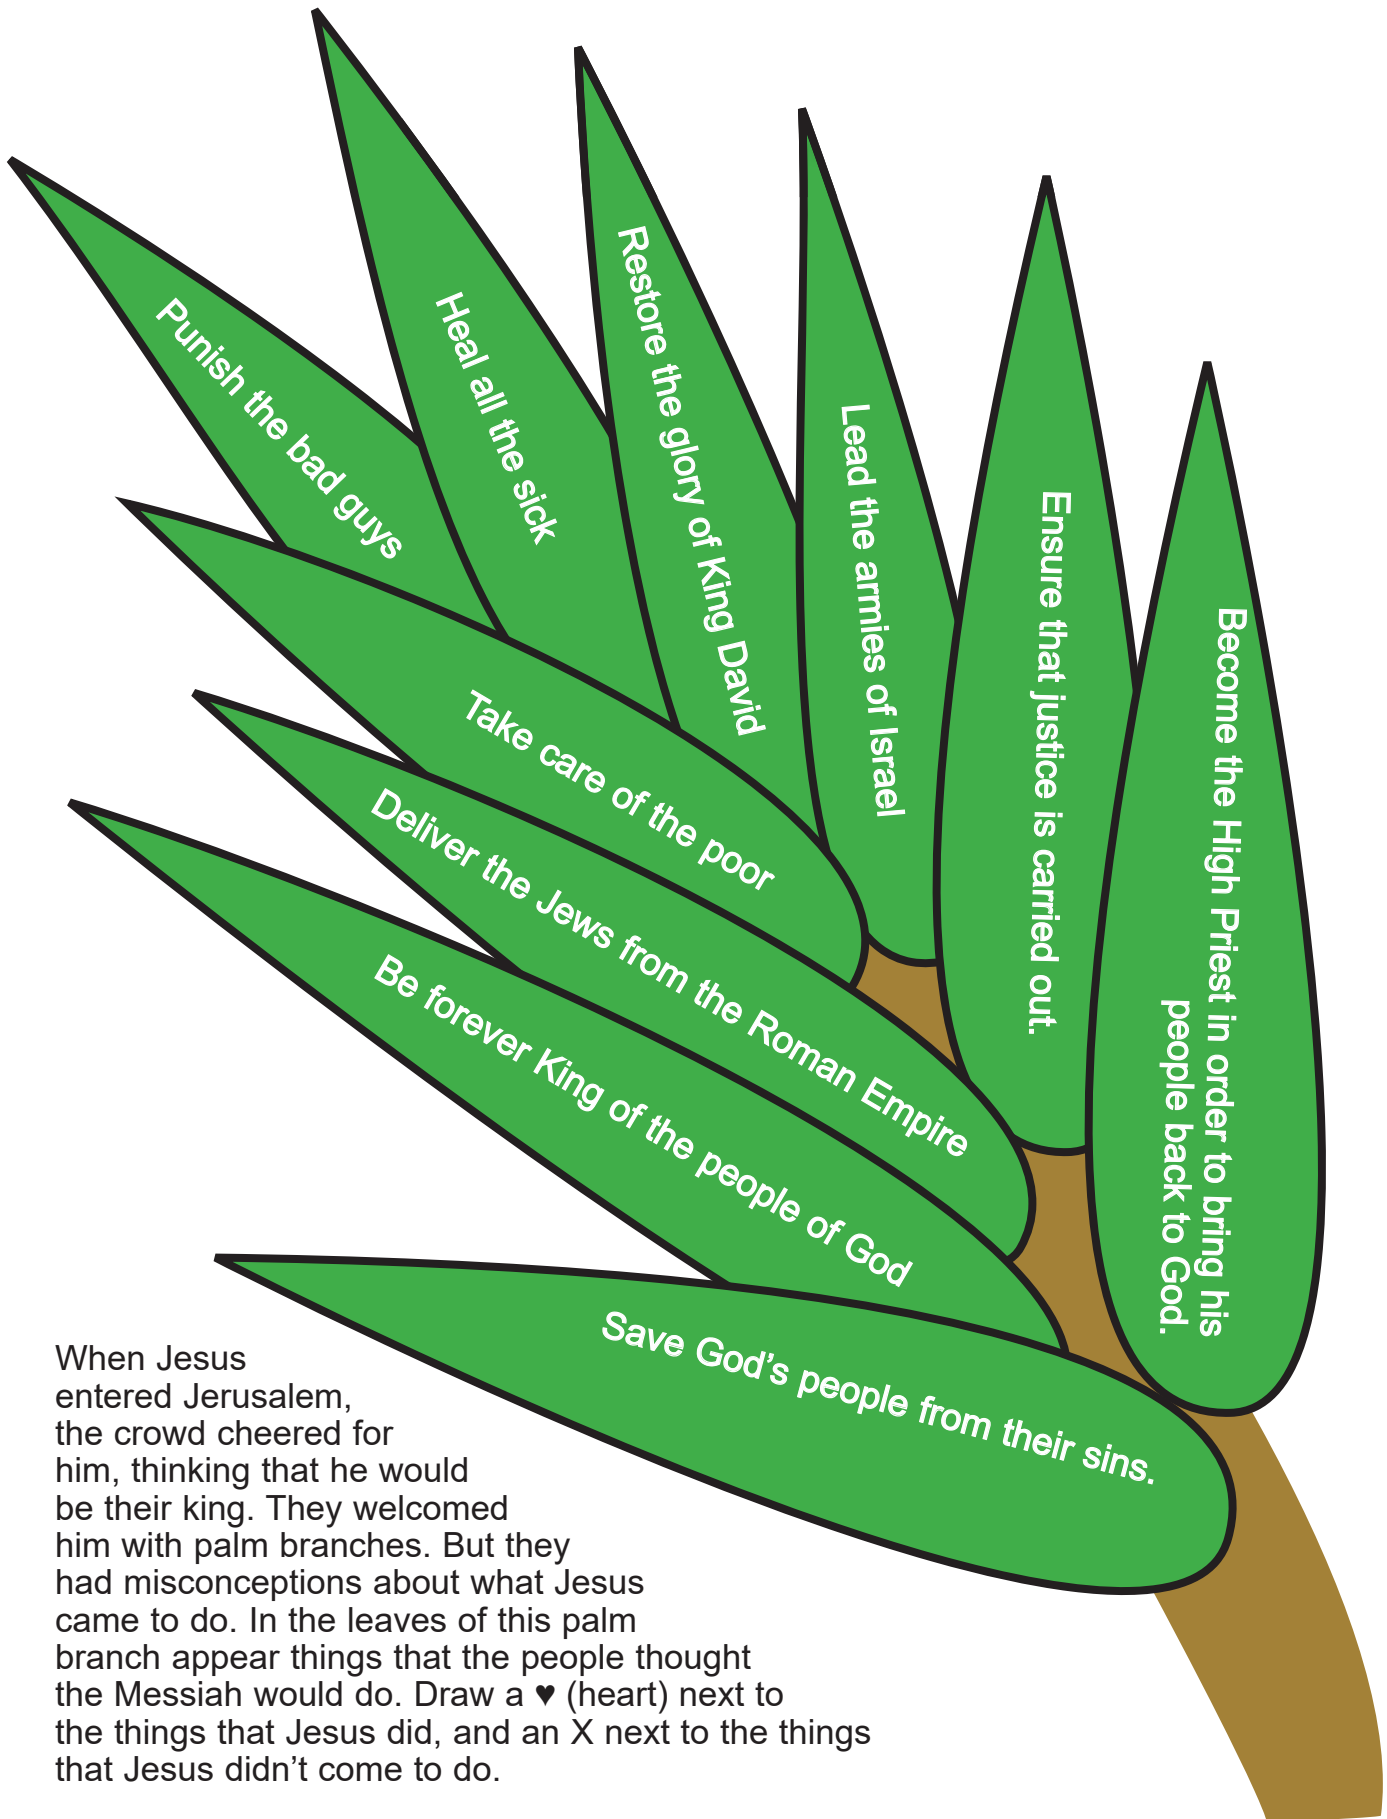 Punish the bad guys
Heal all the sick
Restore the glory of King David
Lead the armies of Israel
Ensure that justice is carried out.
Become the High Priest in order to bring his
people back to God.
Take care of the poor
Deliver the Jews from the Roman Empire
Be forever King of the people of God
Save God’s people from their sins.
When Jesus
entered Jerusalem,
the crowd cheered for
him, thinking that he would
be their king. They welcomed
him with palm branches. But they
had misconceptions about what Jesus
came to do. In the leaves of this palm
branch appear things that the people thought
the Messiah would do. Draw a ♥ (heart) next to
the things that Jesus did, and an X next to the things
that Jesus didn’t come to do.